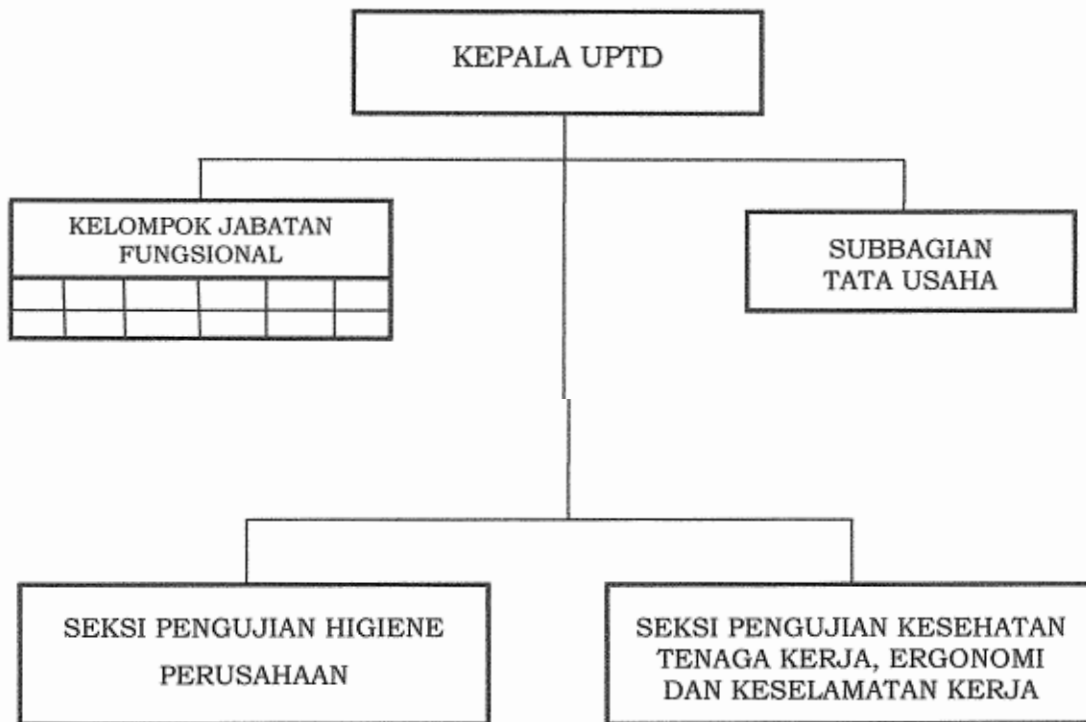 KEPALA UPTD
KELOMPOK JABATAN
FUNGSIONAL
SUBBAGIAN
TATA USAHA
SEKSI PENGUJIAN HIGIENE
PERUSAHAAN
SEKSI PENGUJIAN KESEHATAN
TENAGA KERJA, ERGONOMI
DAN KESELAMATAN KERJA